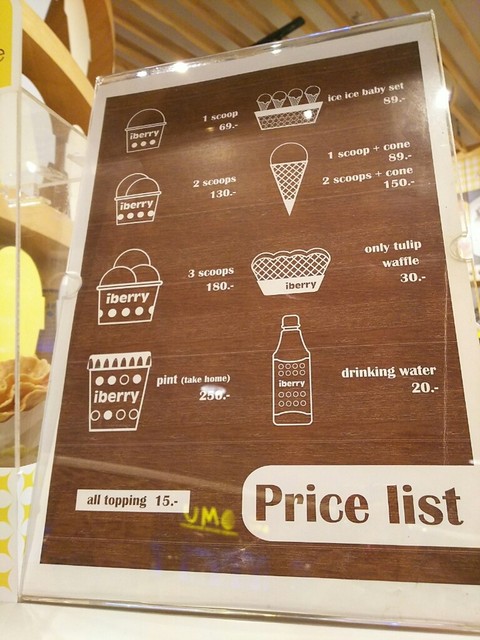 iberry
1 scoop
69.-
ice ice baby set
89.-
iberry
2 scoops
130.-
1 scoop + cone
89.-
2 scoops + cone
150.-
iberry
3 scoops
180.-
iberry
only tulip
waffle
30.-
iberry
pint (take home)
iberry
drinking water
20.-
all topping 15.-
Price list